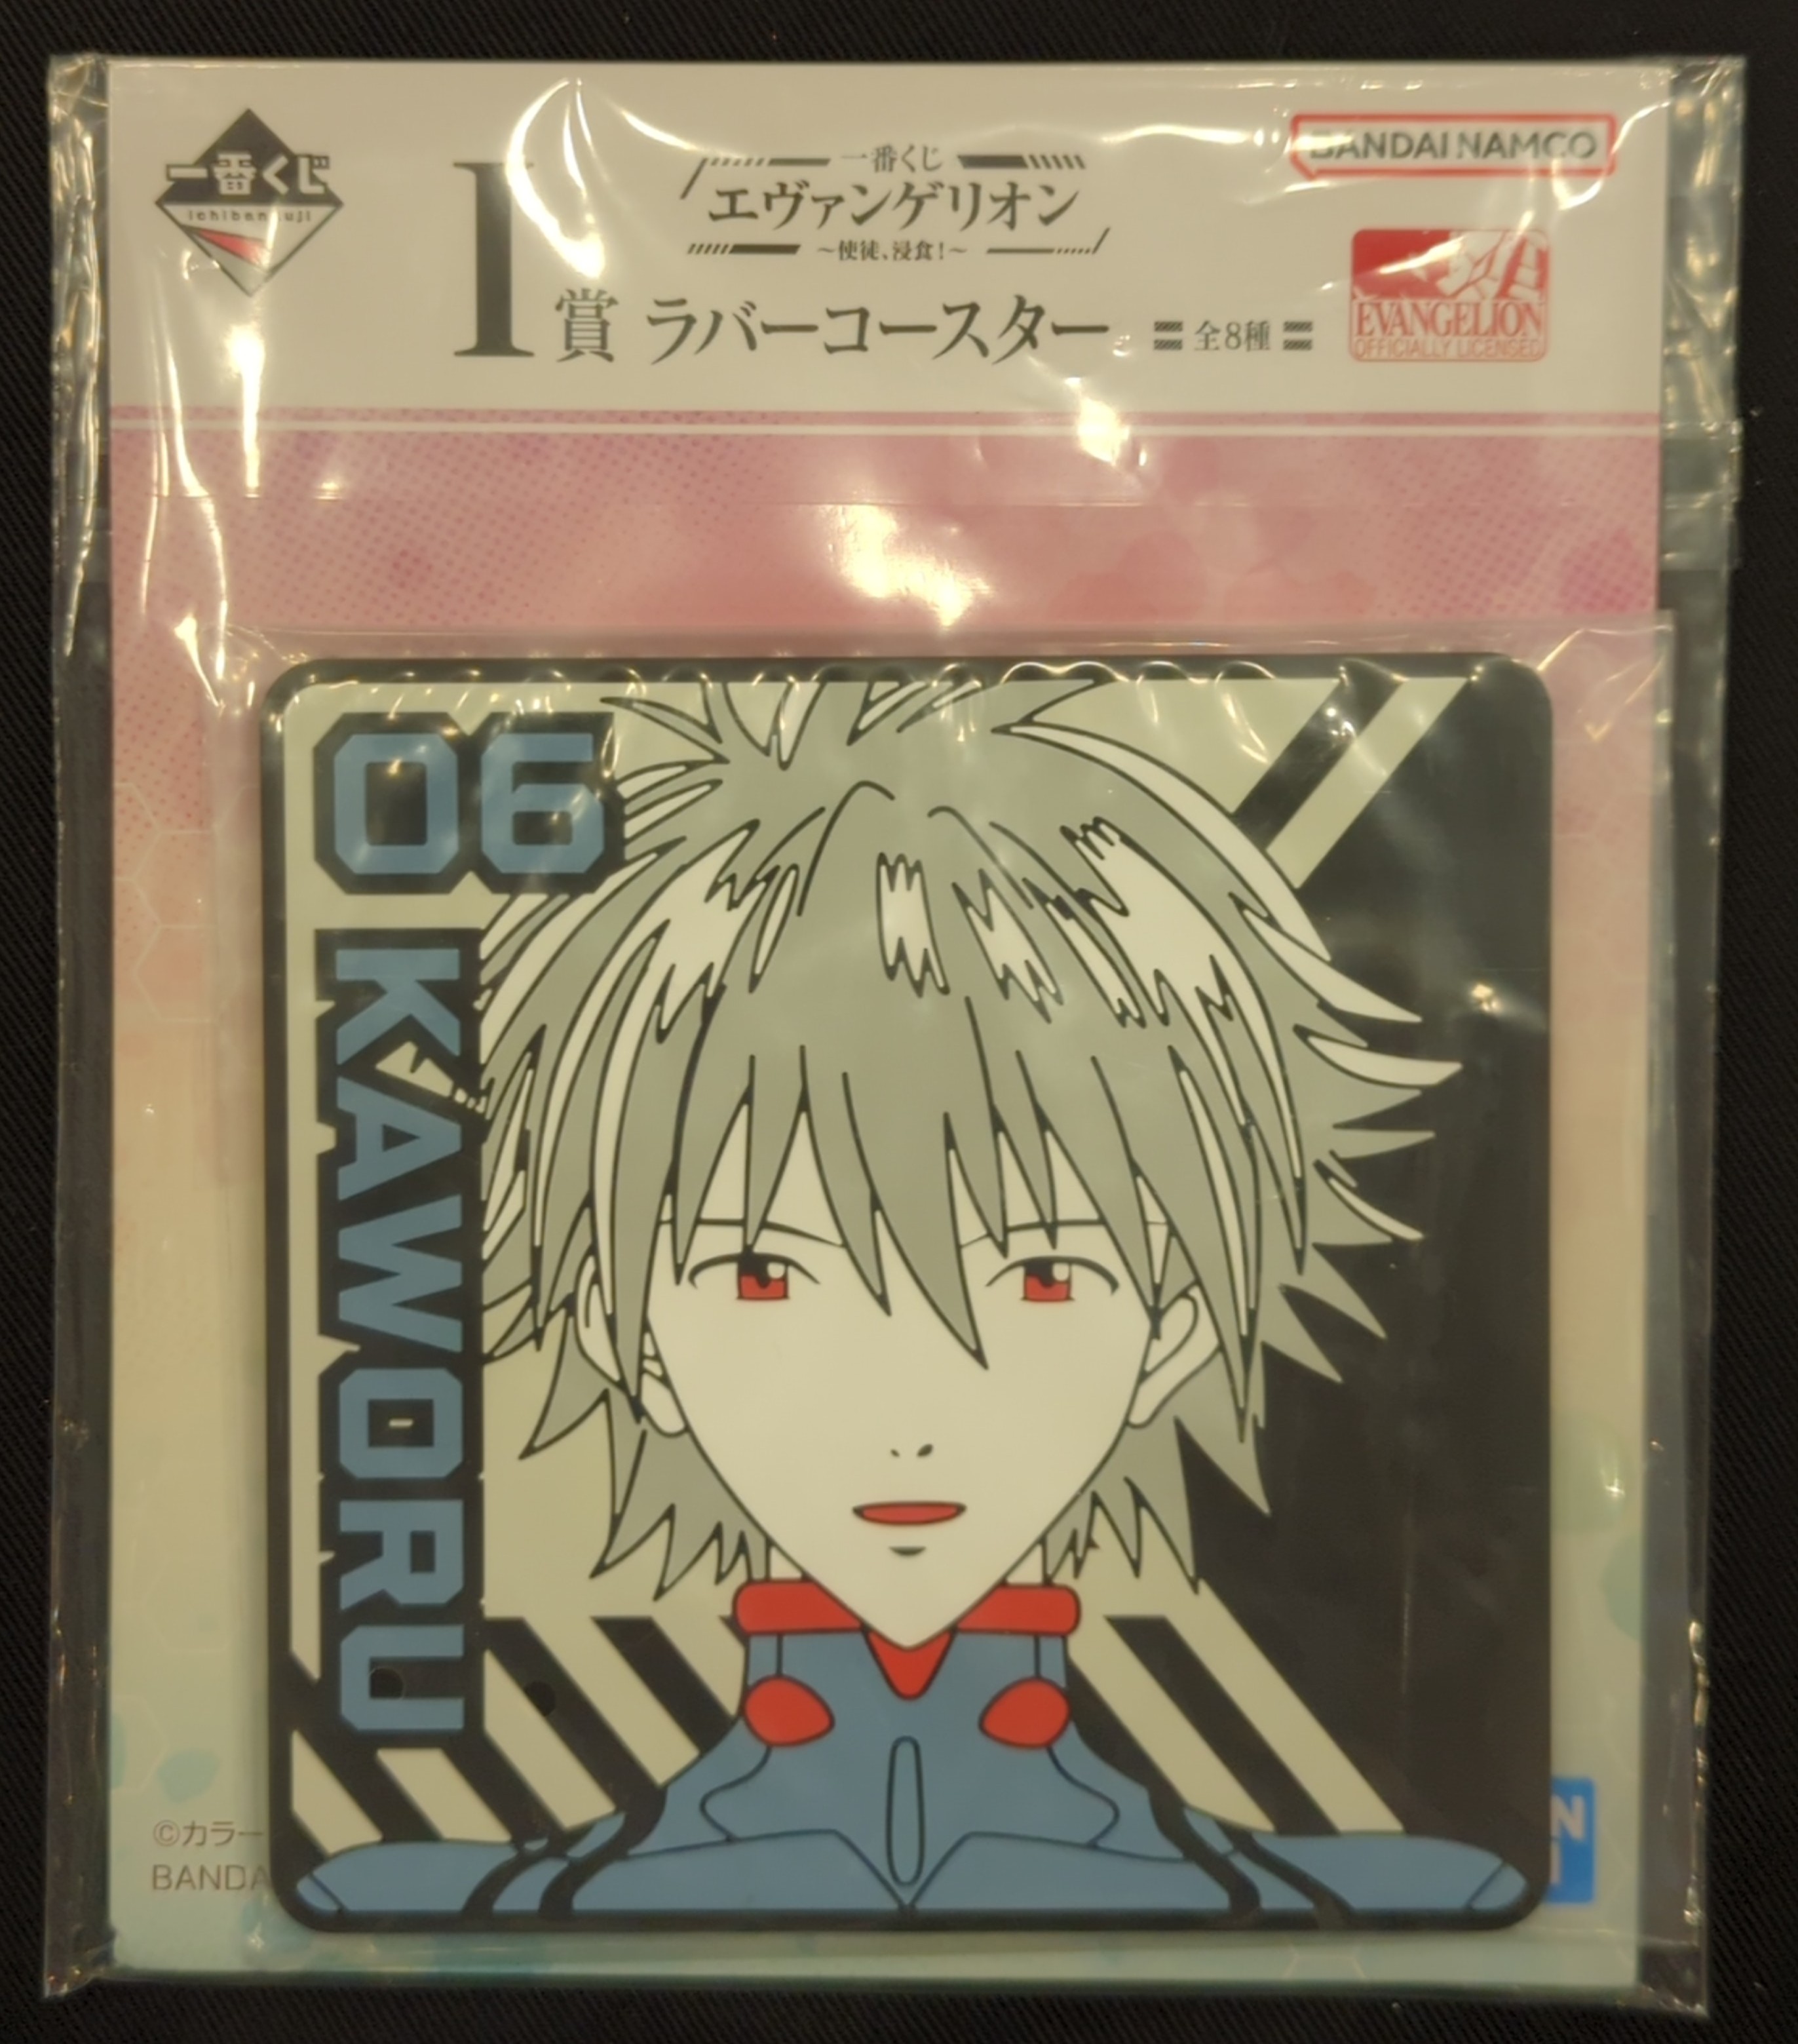 一番くじ
ichibankuji
I賞
一番くじ
エヴァンゲリオン
～使徒、浸食！～
ラバーコースター
全8種
BANDAI NAMCO
EVANGELION
OFFICIALLY LICENSED
06
KAWORU
©カラー
BANDA